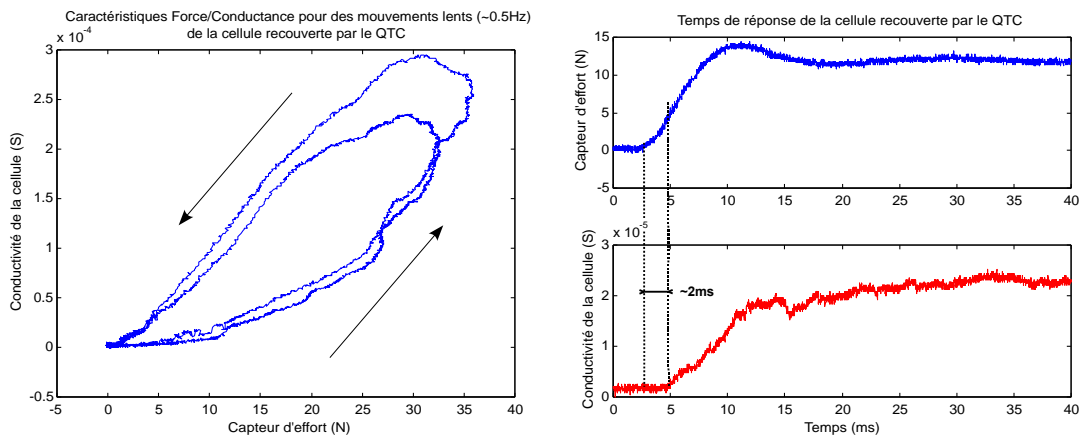 Caractéristiques Force/Conductance pour des mouvements lents (~0.5Hz)
de la cellule recouverte par le QTC
x 10^-4
3
2.5
2
1.5
1
0.5
0
-0.5
Conductivité de la cellule (S)
-5 0 5 10 15 20 25 30 35 40
Capteur d'effort (N)
Temps de réponse de la cellule recouverte par le QTC
15
10
5
0
-5
Capteur d'effort (N)
0 5 10 15 20 25 30 35 40
x 10^-5
3
2
1
0
Conductivité de la cellule (S)
~2ms
0 5 10 15 20 25 30 35 40
Temps (ms)